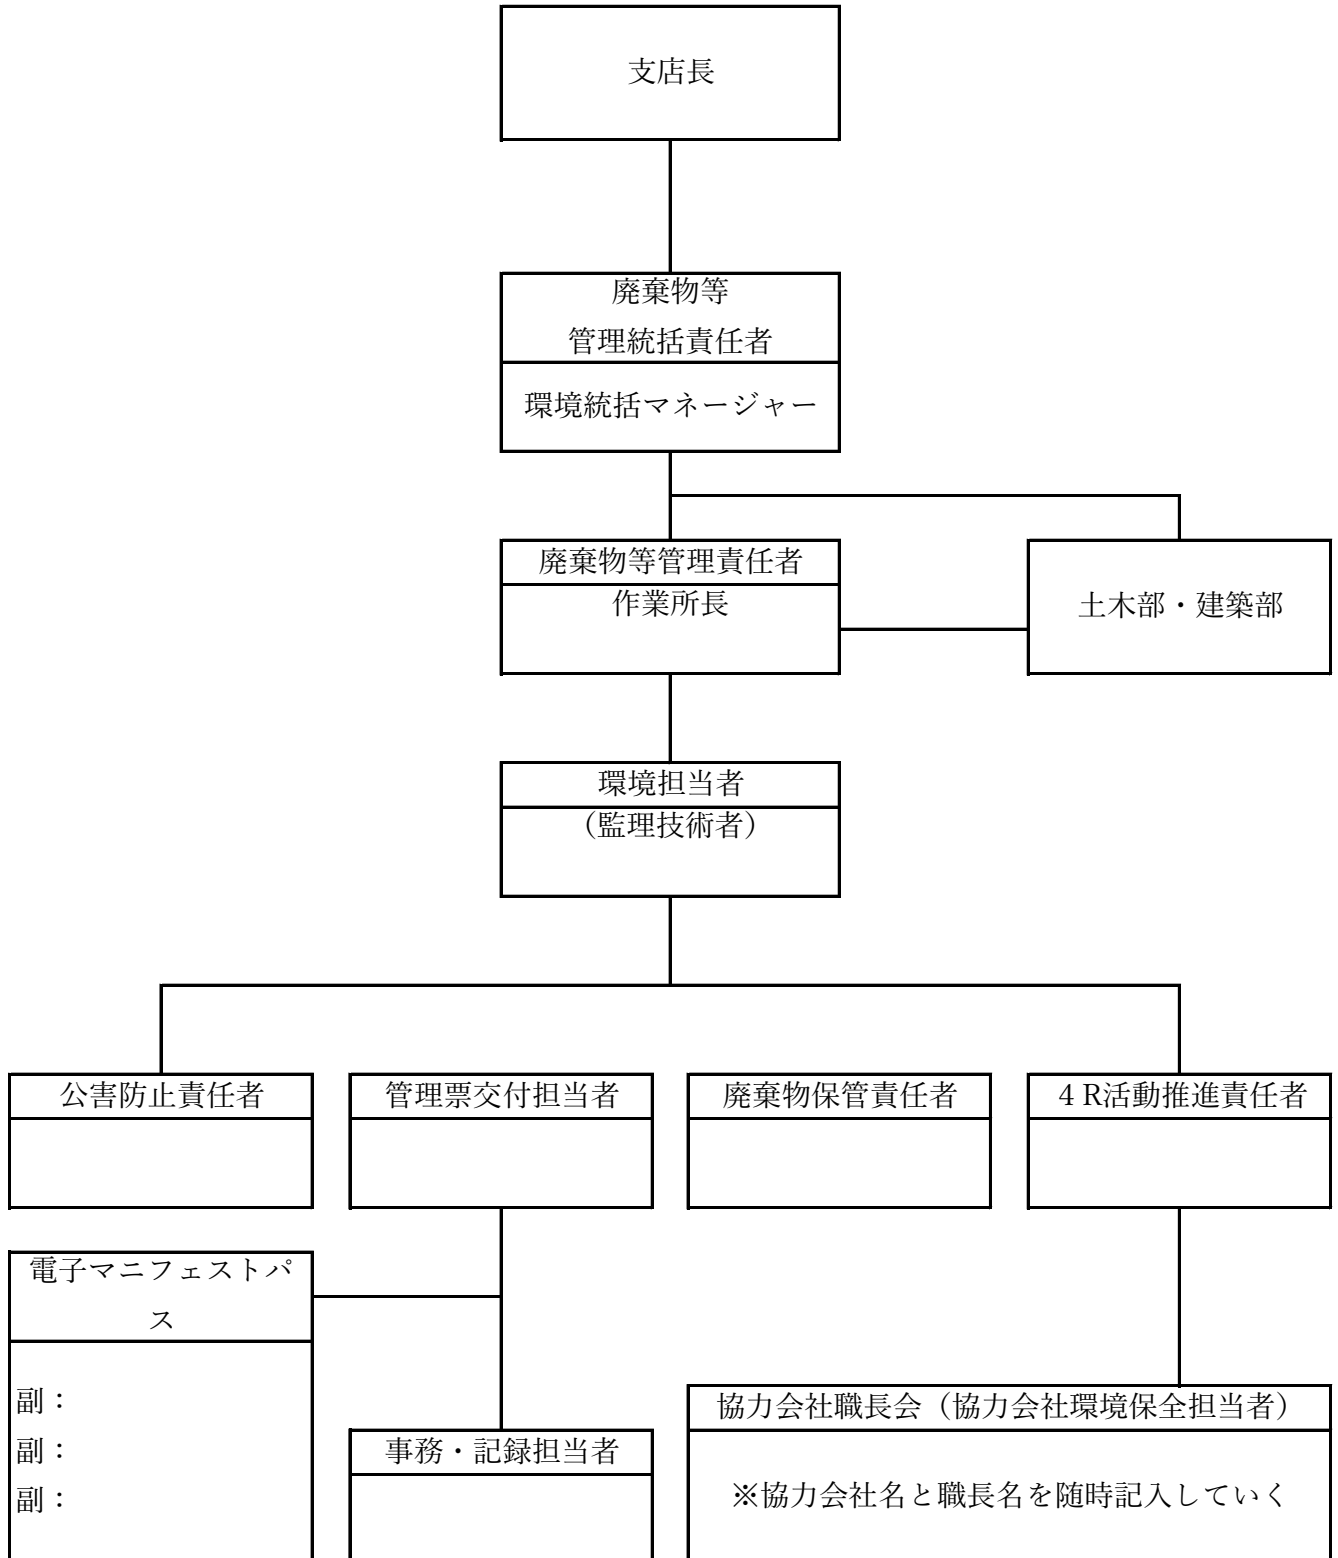 支店長
廃棄物等
管理統括責任者
環境統括マネージャー
廃棄物等管理責任者
作業所長
土木部・建築部
環境担当者
（監理技術者）
公害防止責任者
管理票交付担当者
廃棄物保管責任者
４R活動推進責任者
電子マニフェストパ
ス
副：
副：
副：
事務・記録担当者
協力会社職長会（協力会社環境保全担当者）
※協力会社名と職長名を随時記入していく